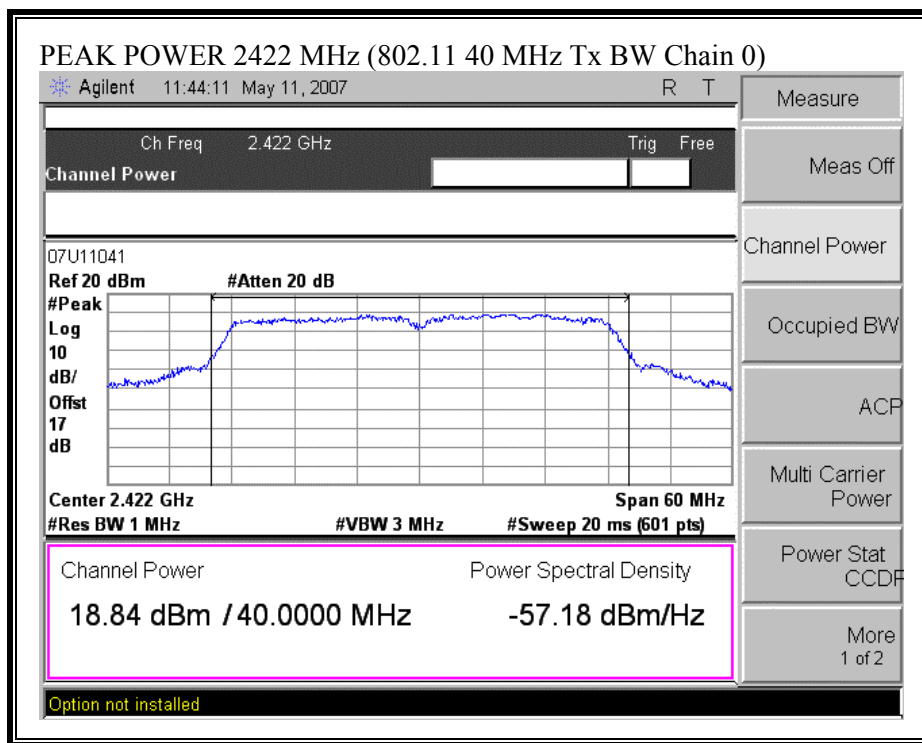 PEAK POWER 2422 MHz (802.11 40 MHz Tx BW Chain 0)
Agilent 11:44:11 May 11, 2007 R T
Measure
Ch Freq 2.422 GHz Trig Free
Channel Power
Meas Off
Channel Power
Occupied BW
ACP
Multi Carrier
Power
Power Stat
CCDF
More
1 of 2
07U11041
Ref 20 dBm #Atten 20 dB
#Peak
Log
10
dB/
Offst
17
dB
Center 2.422 GHz Span 60 MHz
#Res BW 1 MHz #VBW 3 MHz #Sweep 20 ms (601 pts)
Channel Power Power Spectral Density
18.84 dBm / 40.0000 MHz -57.18 dBm/Hz
Option not installed